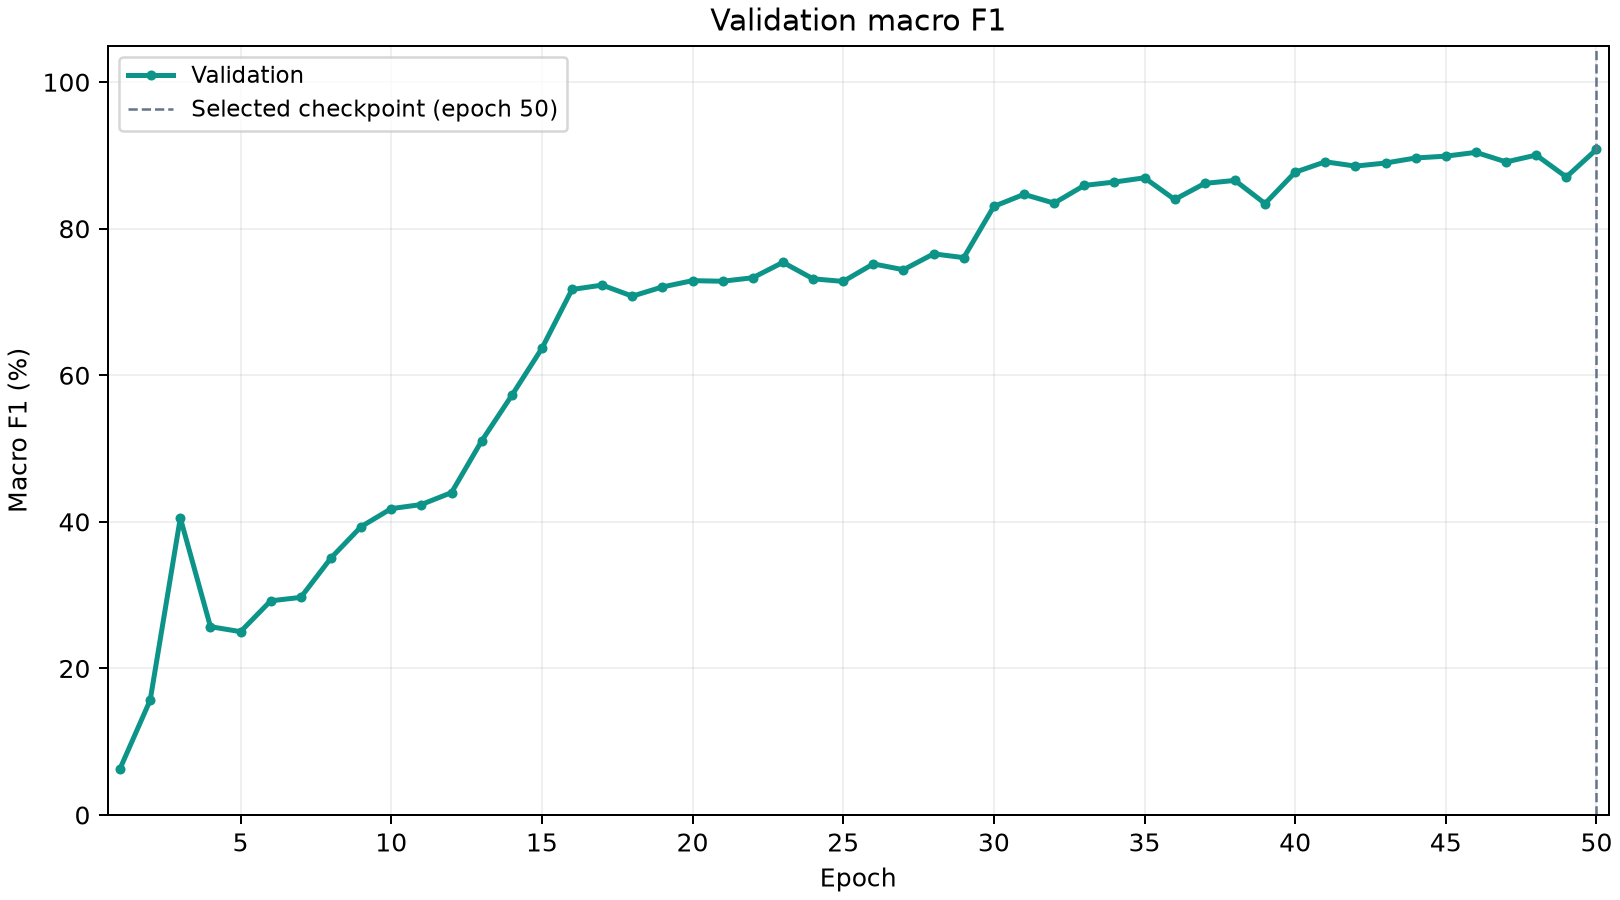 Validation macro F1
Validation
Selected checkpoint (epoch 50)
Macro F1 (%)
100
80
60
40
20
0
5 10 15 20 25 30 35 40 45 50
Epoch